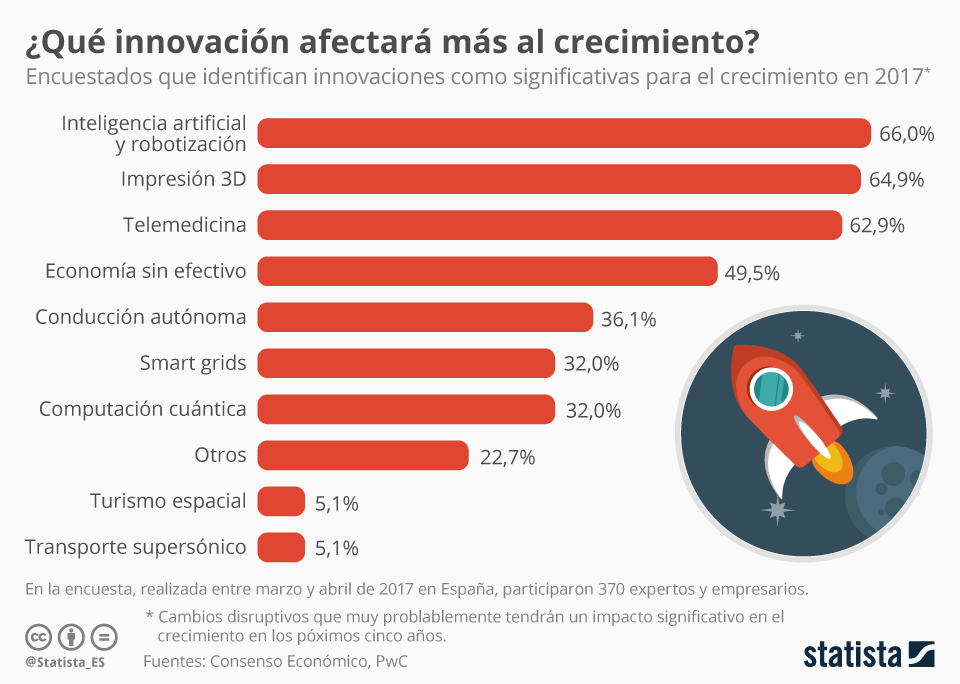 ¿Qué innovación afectará más al crecimiento?
Encuestados que identifican innovaciones como significativas para el crecimiento en 2017*
Inteligencia artificial
y robotización
66,0%
Impresión 3D
64,9%
Telemedicina
62,9%
Economía sin efectivo
49,5%
Conducción autónoma
36,1%
Smart grids
32,0%
Computación cuántica
32,0%
Otros
22,7%
Turismo espacial
5,1%
Transporte supersónico
5,1%
En la encuesta, realizada entre marzo y abril de 2017 en España, participaron 370 expertos y empresarios.
* Cambios disruptivos que muy problablemente tendrán un impacto significativo en el
crecimiento en los póximos cinco años.
cc
@Statista_ES
Fuentes: Consenso Económico, PwC
statista